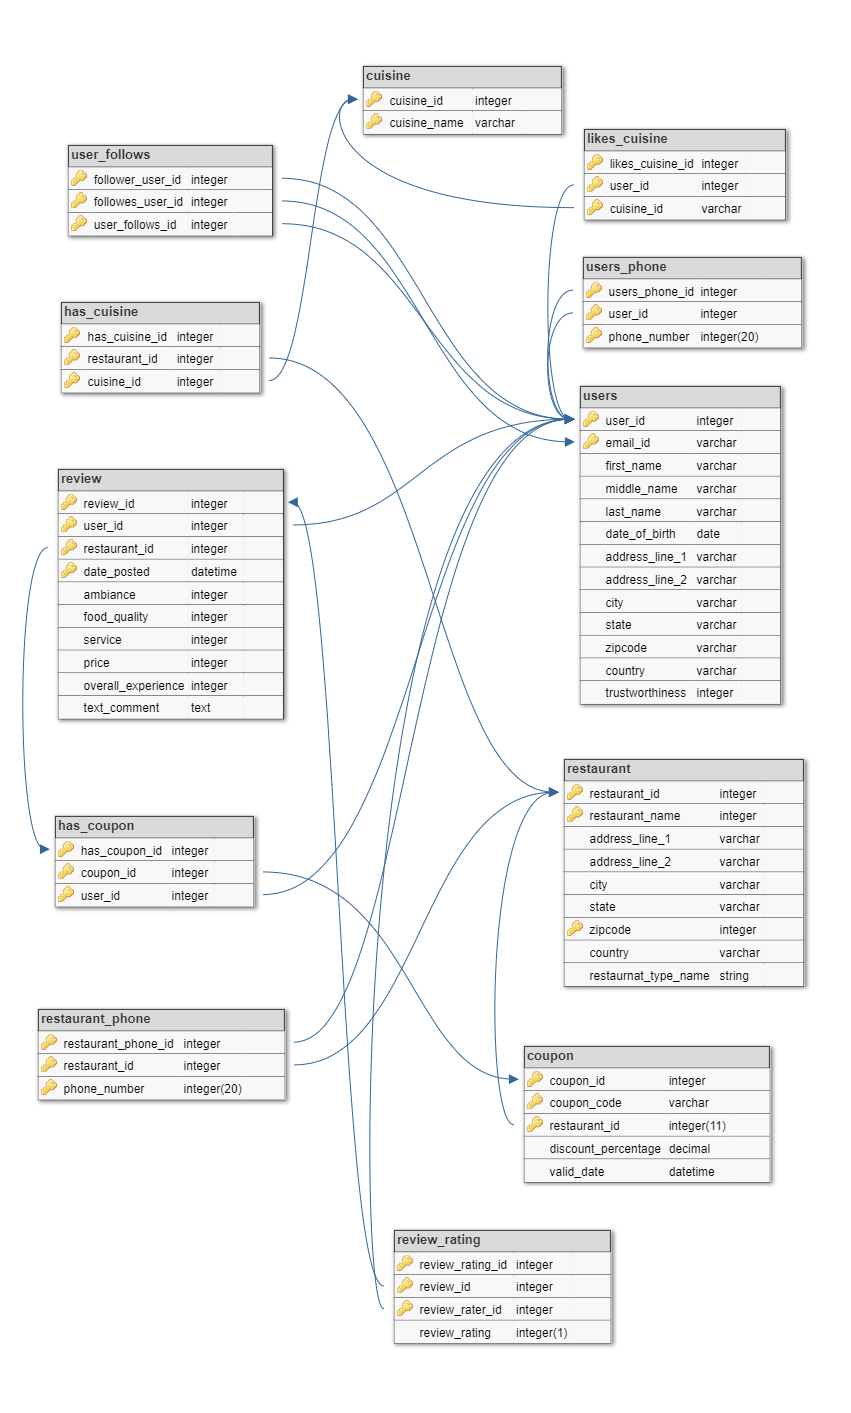 cuisine
cuisine_id integer
cuisine_name varchar
likes_cuisine
likes_cuisine_id integer
user_id integer
cuisine_id varchar
user_follows
follower_user_id integer
followes_user_id integer
user_follows_id integer
users_phone
users_phone_id integer
user_id integer
phone_number integer(20)
has_cuisine
has_cuisine_id integer
restaurant_id integer
cuisine_id integer
users
user_id integer
email_id varchar
first_name varchar
middle_name varchar
last_name varchar
date_of_birth date
address_line_1 varchar
address_line_2 varchar
city varchar
state varchar
zipcode varchar
country varchar
trustworthiness integer
review
review_id integer
user_id integer
restaurant_id integer
date_posted datetime
ambiance integer
food_quality integer
service integer
price integer
overall_experience integer
text_comment text
restaurant
restaurant_id integer
restaurant_name integer
address_line_1 varchar
address_line_2 varchar
city varchar
state varchar
zipcode integer
country varchar
restaurnat_type_name string
has_coupon
has_coupon_id integer
coupon_id integer
user_id integer
restaurant_phone
restaurant_phone_id integer
restaurant_id integer
phone_number integer(20)
coupon
coupon_id integer
coupon_code varchar
restaurant_id integer(11)
discount_percentage decimal
valid_date datetime
review_rating
review_rating_id integer
review_id integer
review_rater_id integer
review_rating integer(1)